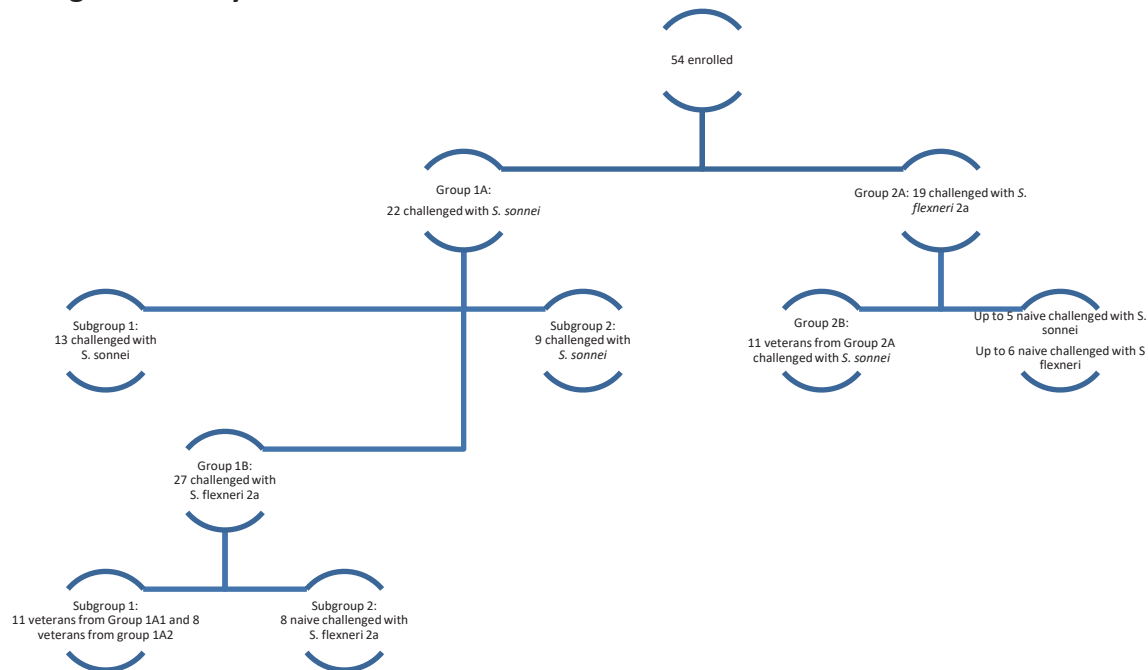 54 enrolled
Group 1A:
22 challenged with S. sonnei
Group 2A: 19 challenged with S.
flexneri 2a
Subgroup 1:
13 challenged with
S. sonnei
Subgroup 2:
9 challenged with
S. sonnei
Group 2B:
11 veterans from Group 2A
challenged with S. sonnei
Up to 5 naive challenged with S.
sonnei
Up to 6 naive challenged with S
flexneri
Group 1B:
27 challenged with
S. flexneri 2a
Subgroup 1:
11 veterans from Group 1A1 and 8
veterans from group 1A2
Subgroup 2:
8 naive challenged with
S. flexneri 2a